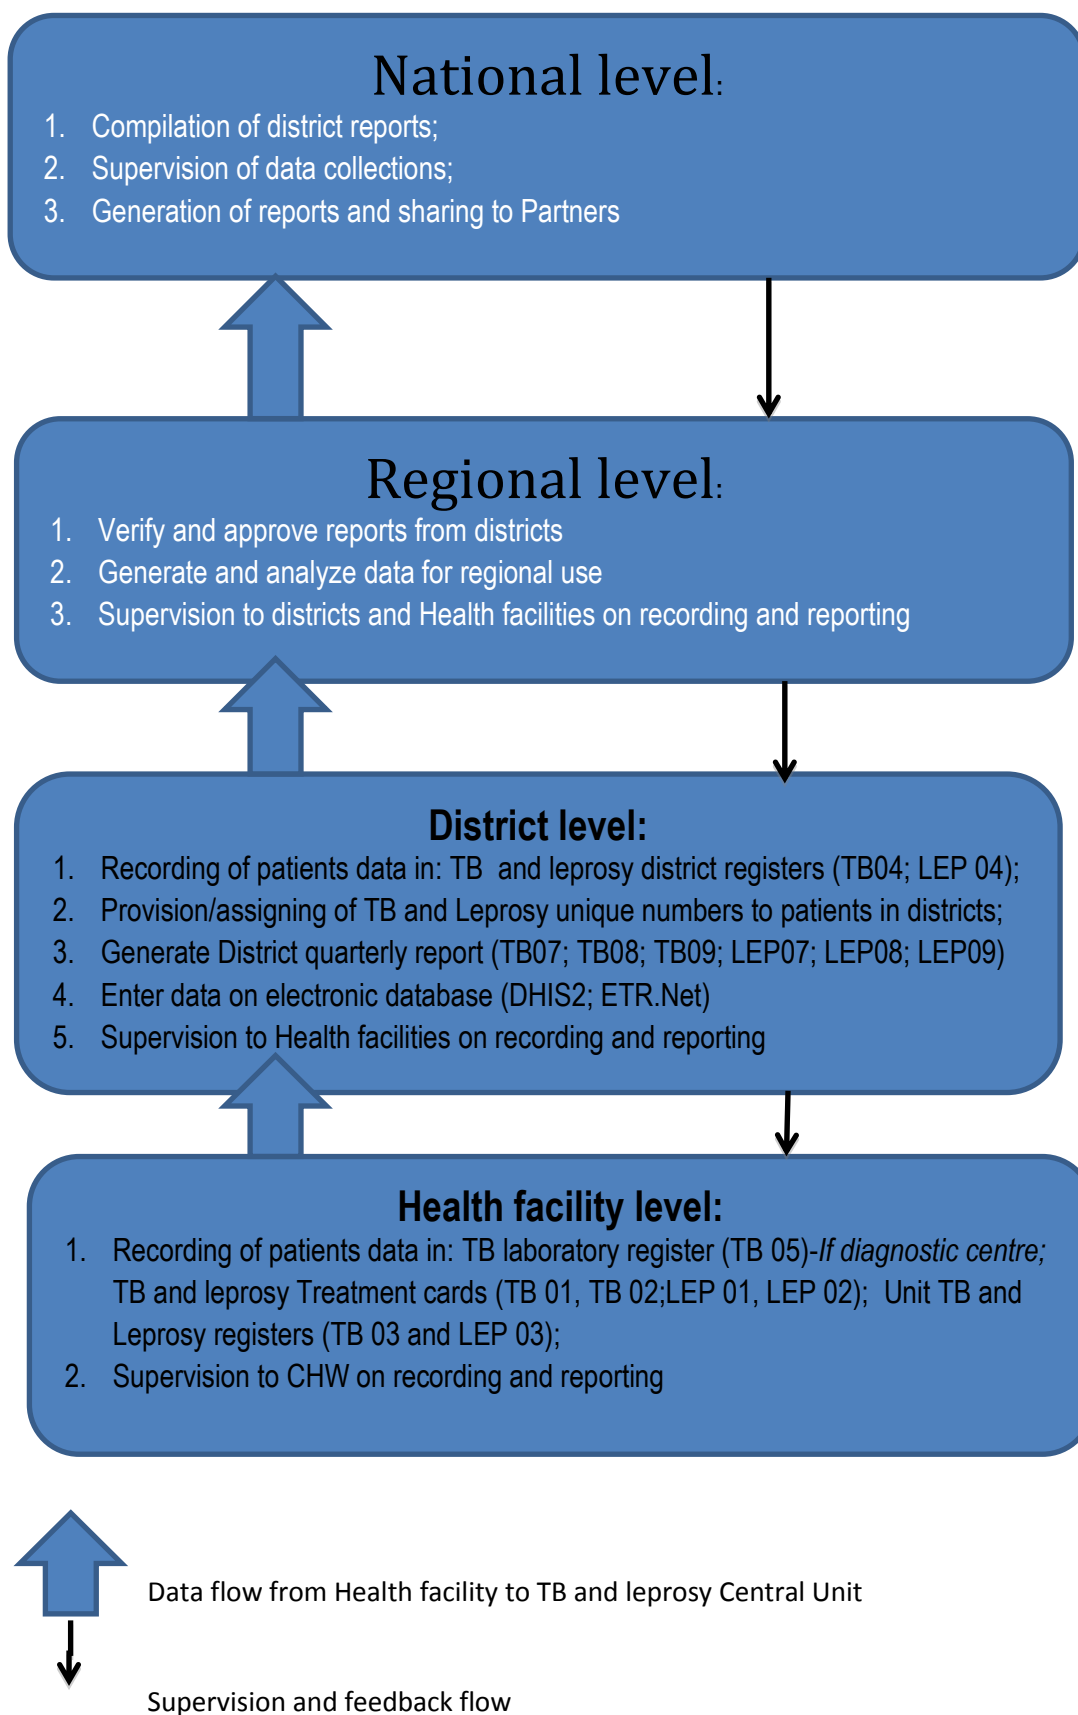 National level:
1. Compilation of district reports;
2. Supervision of data collections;
3. Generation of reports and sharing to Partners
Regional level:
1. Verify and approve reports from districts
2. Generate and analyze data for regional use
3. Supervision to districts and Health facilities on recording and reporting
District level:
1. Recording of patients data in: TB and leprosy district registers (TB04; LEP 04);
2. Provision/assigning of TB and Leprosy unique numbers to patients in districts;
3. Generate District quarterly report (TB07; TB08; TB09; LEP07; LEP08; LEP09)
4. Enter data on electronic database (DHIS2; ETR.Net)
5. Supervision to Health facilities on recording and reporting
Health facility level:
1. Recording of patients data in: TB laboratory register (TB 05)-If diagnostic centre;
TB and leprosy Treatment cards (TB 01, TB 02;LEP 01, LEP 02); Unit TB and
Leprosy registers (TB 03 and LEP 03);
2. Supervision to CHW on recording and reporting
Data flow from Health facility to TB and leprosy Central Unit
Supervision and feedback flow